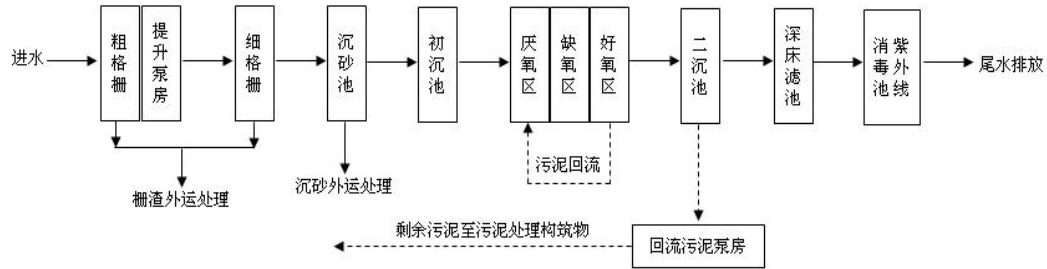 进水
粗格栅
提升泵房
细格栅
沉砂池
初沉池
厌氧区
缺氧区
好氧区
二沉池
深床滤池
紫外线
消毒池
尾水排放
污泥回流
栅渣外运处理
沉砂外运处理
剩余污泥至污泥处理构筑物
回流污泥泵房